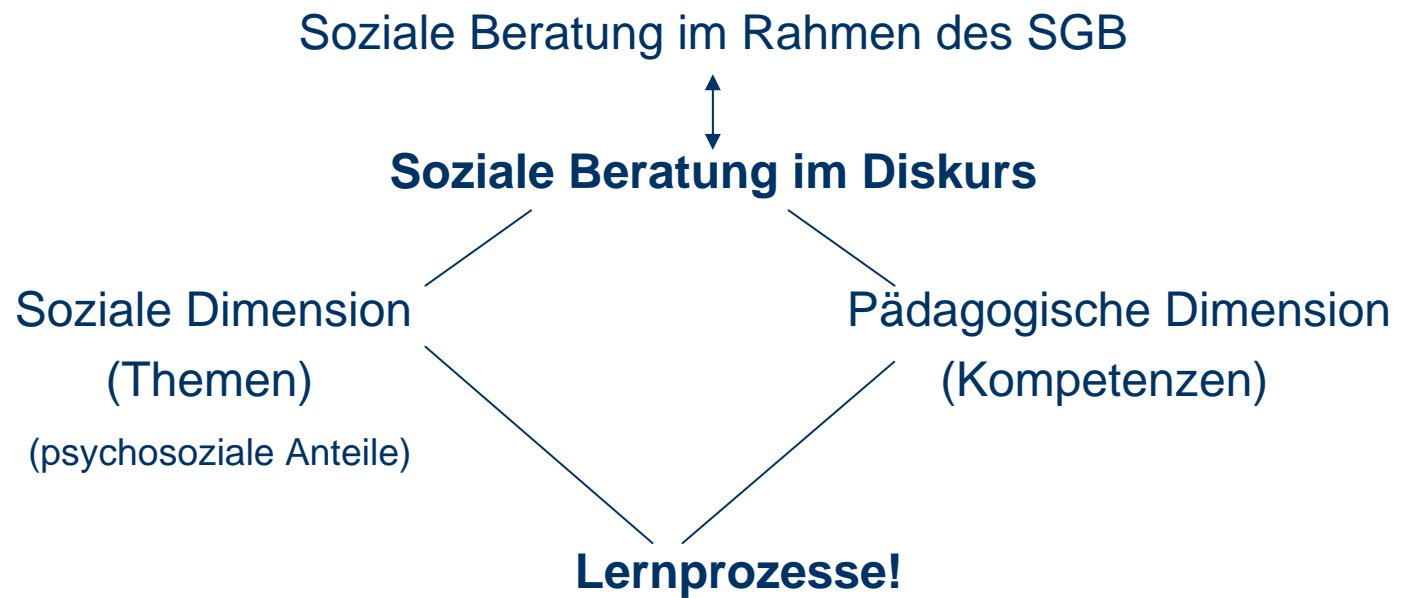 Soziale Beratung im Rahmen des SGB
Soziale Beratung im Diskurs
Soziale Dimension
(Themen)
(psychosoziale Anteile)
Pädagogische Dimension
(Kompetenzen)
Lernprozesse!